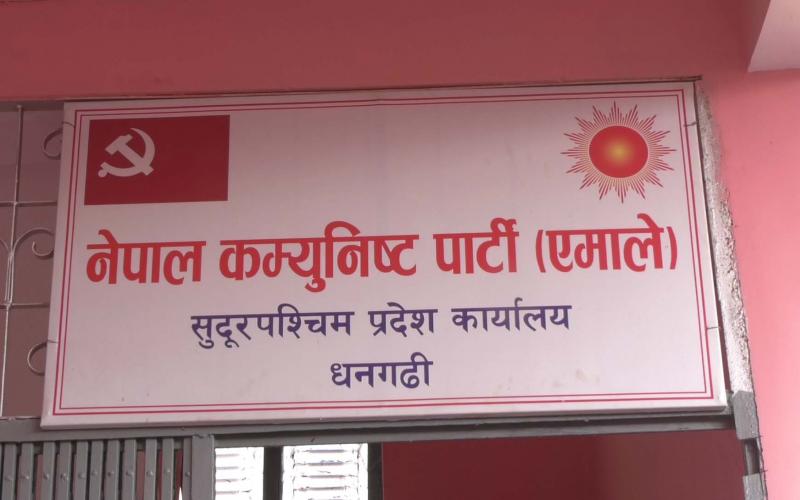 नेपाल कम्युनिष्ट पार्टी (एमाले)
सुदूरपश्चिम प्रदेश कार्यालय
धनगढी